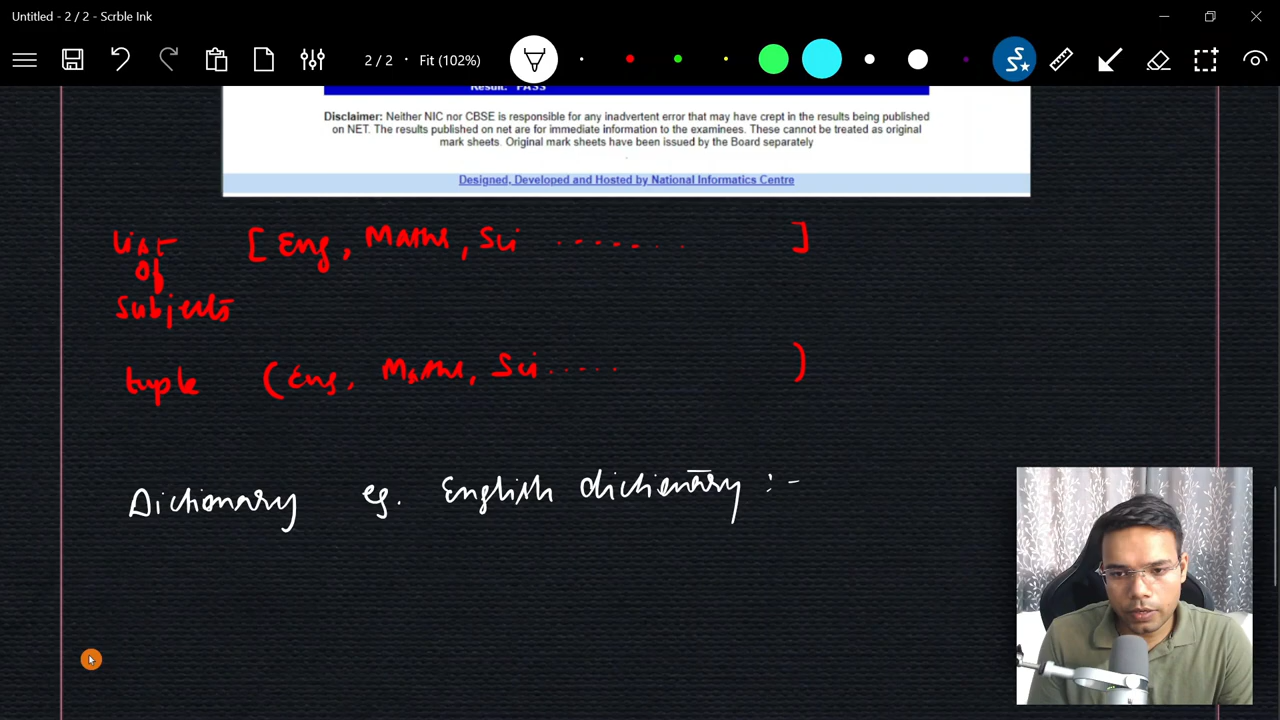 Untitled - 2 / 2 - Scrble Ink
2/2 · Fit (102%)
Result: PASS
Disclaimer: Neither NIC nor CBSE is responsible for any inadvertent error that may have crept in the results being published
on NET. The results published on net are for immediate information to the examinees. These cannot be treated as original
mark sheets. Original mark sheets have been issued by the Board separately
Designed, Developed and Hosted by National Informatics Centre
List [ Eng, Maths, Sci ....... ]
Of
Subjects
tuple ( Eng, Maths, Sci ..... )
Dictionary eg. English dictionary :-